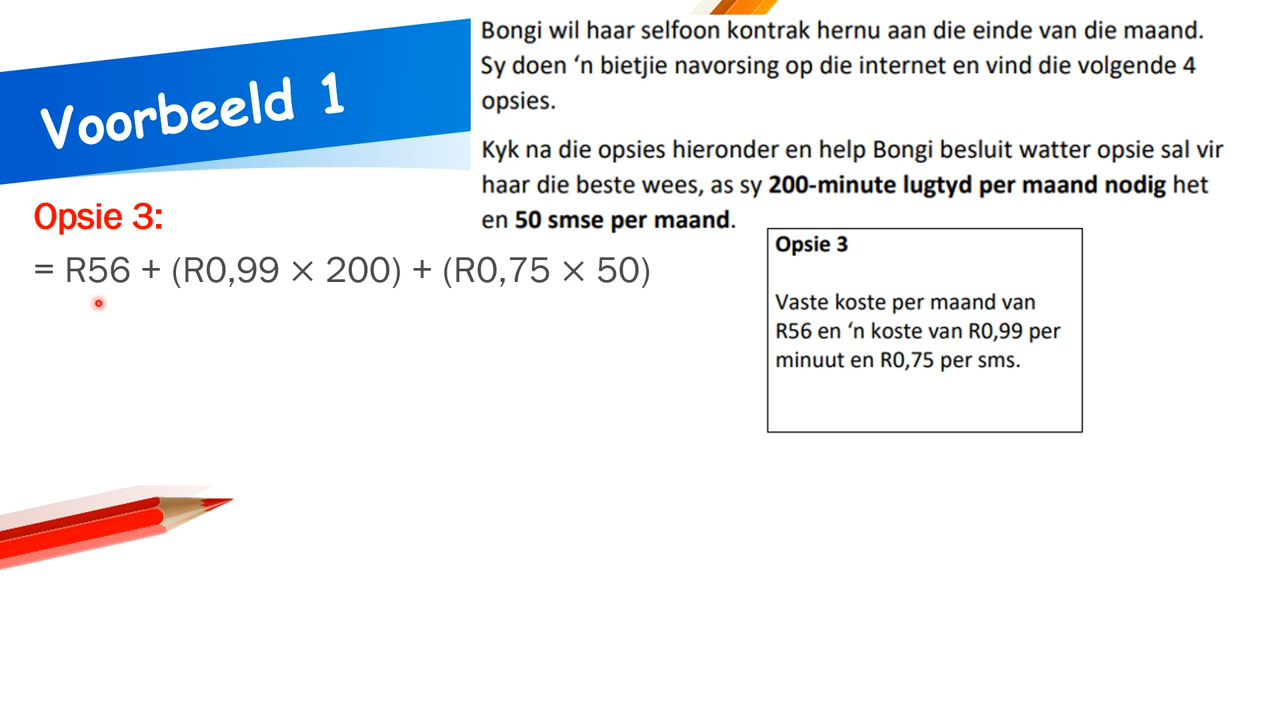 Voorbeeld 1
Bongi wil haar selfoon kontrak hernu aan die einde van die maand.
Sy doen ‘n bietjie navorsing op die internet en vind die volgende 4
opsies.
Kyk na die opsies hieronder en help Bongi besluit watter opsie sal vir
haar die beste wees, as sy 200-minute lugtyd per maand nodig het
en 50 smse per maand.
Opsie 3:
= R56 + (R0,99 × 200) + (R0,75 × 50)
Opsie 3
Vaste koste per maand van
R56 en ‘n koste van R0,99 per
minuut en R0,75 per sms.